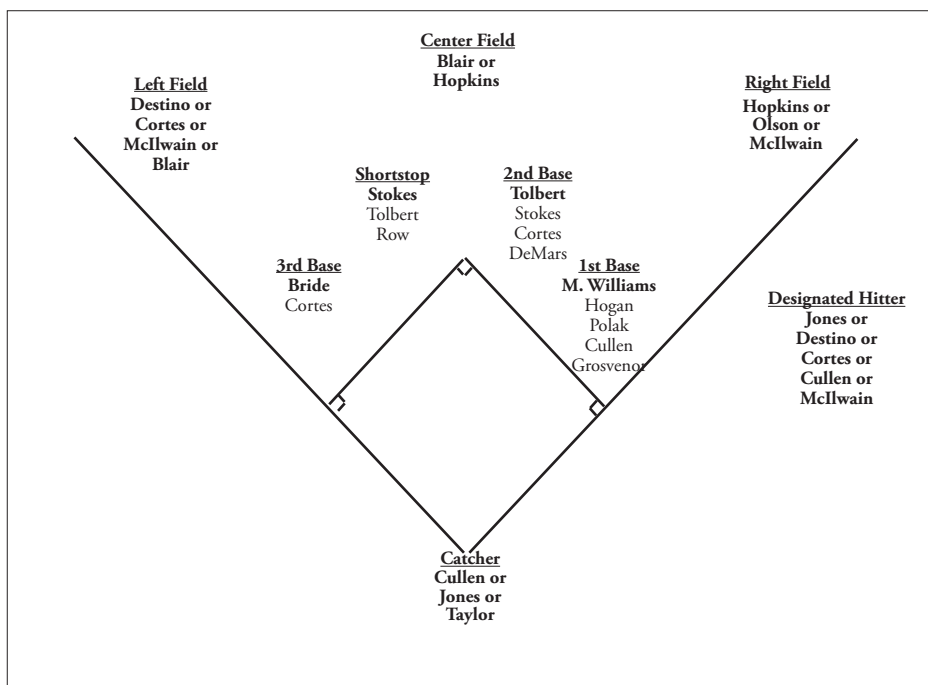 Center Field
Blair or
Hopkins
Left Field
Destino or
Cortes or
McIlwain or
Blair
Right Field
Hopkins or
Olson or
McIlwain
Shortstop
Stokes
Tolbert
Row
2nd Base
Tolbert
Stokes
Cortes
DeMars
3rd Base
Bride
Cortes
1st Base
M. Williams
Hogan
Polak
Cullen
Grosvenor
Designated Hitter
Jones or
Destino or
Cortes or
Cullen or
McIlwain
Catcher
Cullen or
Jones or
Taylor